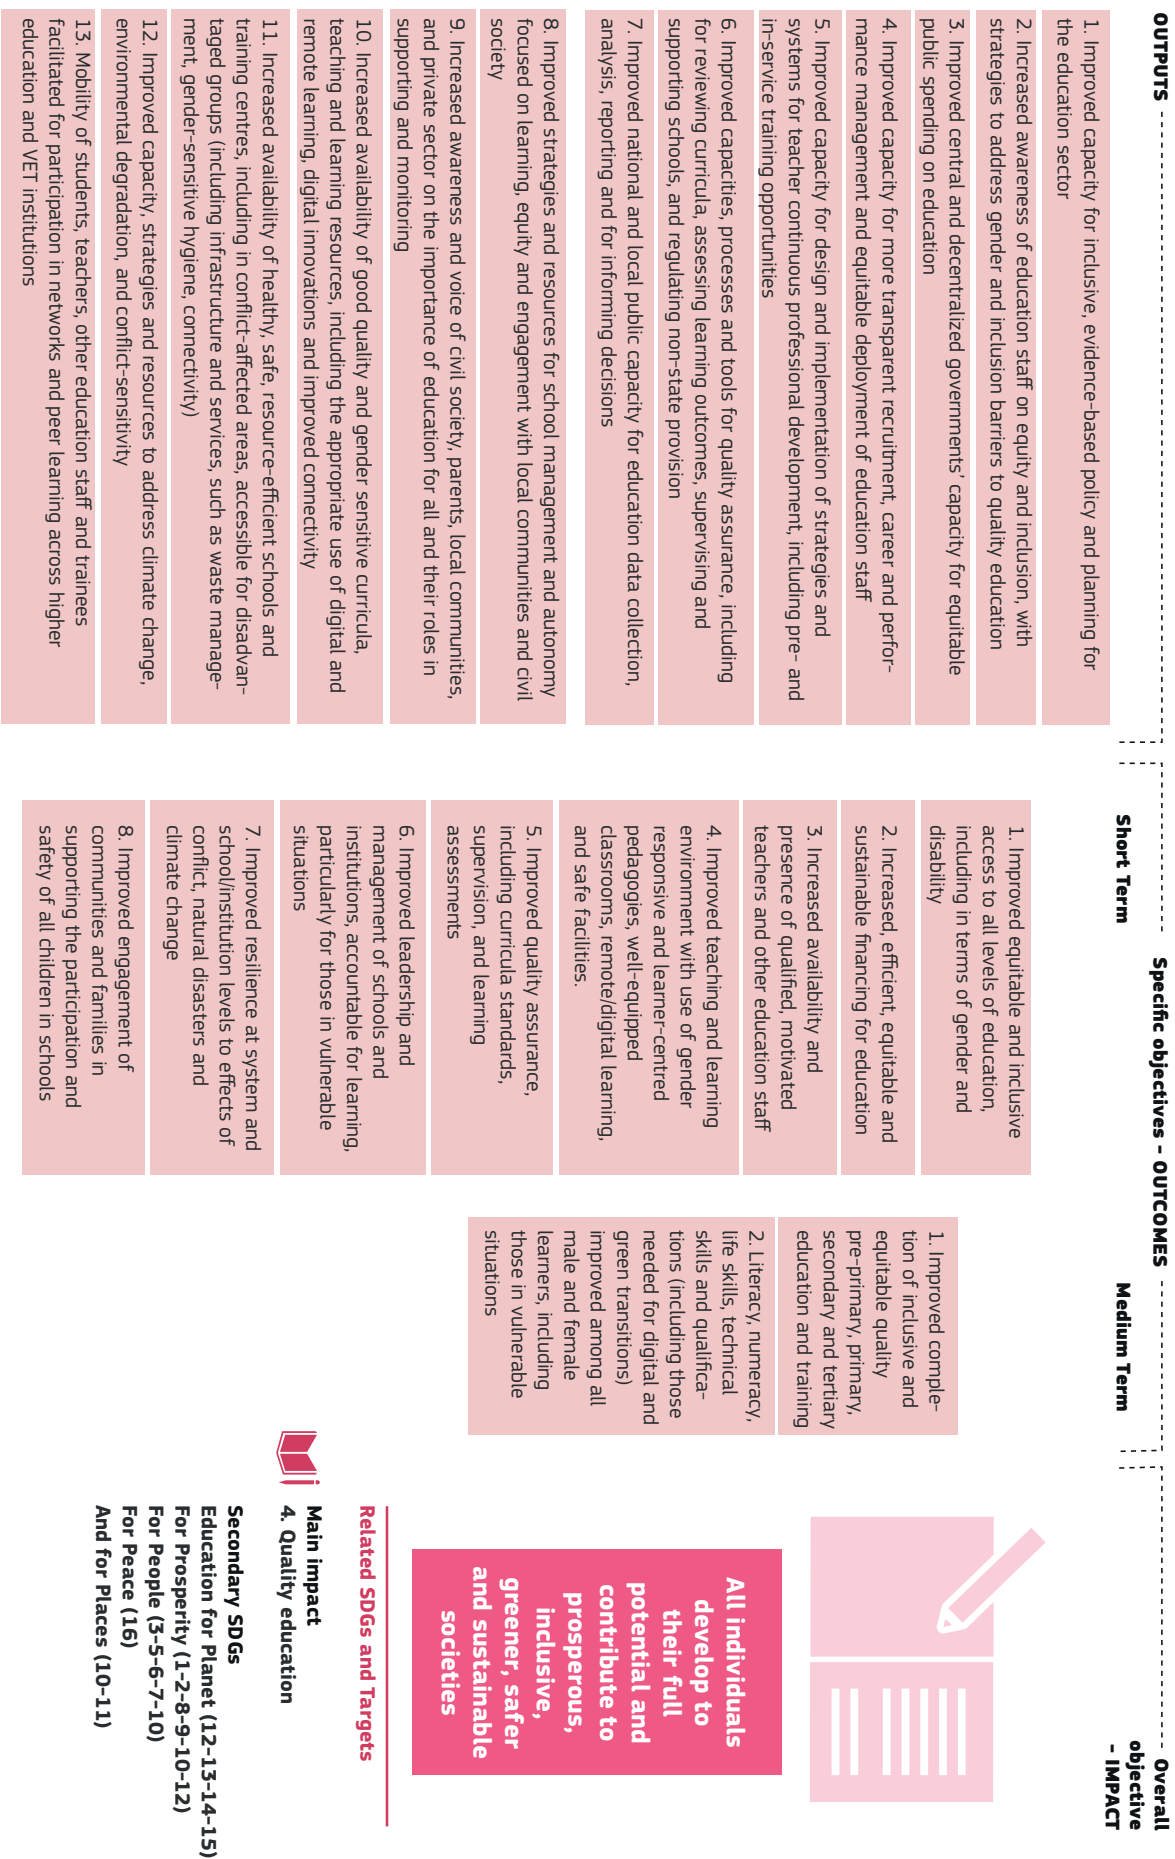 OUTPUTS
1. Improved capacity for inclusive, evidence-based policy and planning for
the education sector
2. Increased awareness of education staff on equity and inclusion, with
strategies to address gender and inclusion barriers to quality education
3. Improved central and decentralized governments’ capacity for equitable
public spending on education
4. Improved capacity for more transparent recruitment, career and perfor-
mance management and equitable deployment of education staff
5. Improved capacity for design and implementation of strategies and
systems for teacher continuous professional development, including pre- and
in-service training opportunities
6. Improved capacities, processes and tools for quality assurance, including
for reviewing curricula, assessing learning outcomes, supervising and
supporting schools, and regulating non-state provision
7. Improved national and local public capacity for education data collection,
analysis, reporting and for informing decisions
8. Improved strategies and resources for school management and autonomy
focused on learning, equity and engagement with local communities and civil
society
9. Increased awareness and voice of civil society, parents, local communities,
and private sector on the importance of education for all and their roles in
supporting and monitoring
10. Increased availability of good quality and gender sensitive curricula,
teaching and learning resources, including the appropriate use of digital and
remote learning, digital innovations and improved connectivity
11. Increased availability of healthy, safe, resource-efficient schools and
training centres, including in conflict-affected areas, accessible for disadvan-
taged groups (including infrastructure and services, such as waste manage-
ment, gender-sensitive hygiene, connectivity)
12. Improved capacity, strategies and resources to address climate change,
environmental degradation, and conflict-sensitivity
13. Mobility of students, teachers, other education staff and trainees
facilitated for participation in networks and peer learning across higher
education and VET institutions
Specific objectives – OUTCOMES
Short Term
1. Improved equitable and inclusive
access to all levels of education,
including in terms of gender and
disability
2. Increased, efficient, equitable and
sustainable financing for education
3. Increased availability and
presence of qualified, motivated
teachers and other education staff
4. Improved teaching and learning
environment with use of gender
responsive and learner-centred
pedagogies, well-equipped
classrooms, remote/digital learning,
and safe facilities.
5. Improved quality assurance,
including curricula standards,
supervision, and learning
assessments
6. Improved leadership and
management of schools and
institutions, accountable for learning,
particularly for those in vulnerable
situations
7. Improved resilience at system and
school/institution levels to effects of
conflict, natural disasters and
climate change
8. Improved engagement of
communities and families in
supporting the participation and
safety of all children in schools
Medium Term
1. Improved comple-
tion of inclusive and
equitable quality
pre-primary, primary,
secondary and tertiary
education and training
2. Literacy, numeracy,
life skills, technical
skills and qualifica-
tions (including those
needed for digital and
green transitions)
improved among all
male and female
learners, including
those in vulnerable
situations
Overall
objective
– IMPACT
All individuals
develop to
their full
potential and
contribute to
prosperous,
inclusive,
greener, safer
and sustainable
societies
Related SDGs and Targets
Main impact
4. Quality education
Secondary SDGs
Education for Planet (12-13-14-15)
For Prosperity (1-2-8-9-10-12)
For People (3-5-6-7-10)
For Peace (16)
And for Places (10-11)